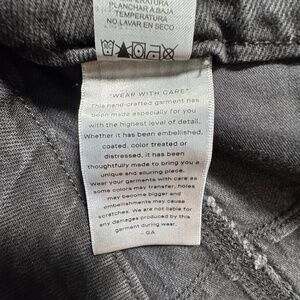 TEMPERATURA
PLANCHAR A BAJA
TEMPERATURA
NO LAVAR EN SECO
"WEAR WITH CARE"
This hand-crafted garment has
been made especially for you with
the highest level of detail.
Whether it has been embellished,
coated, color treated or
distressed, it has been
thoughtfully made to bring you a
unique and alluring piece.
Wear your garments with care as
some colors may transfer, holes
may become bigger and
embellishments may cause
scratches. We are not liable for
any damages produced by this
garment during wear.
- GA